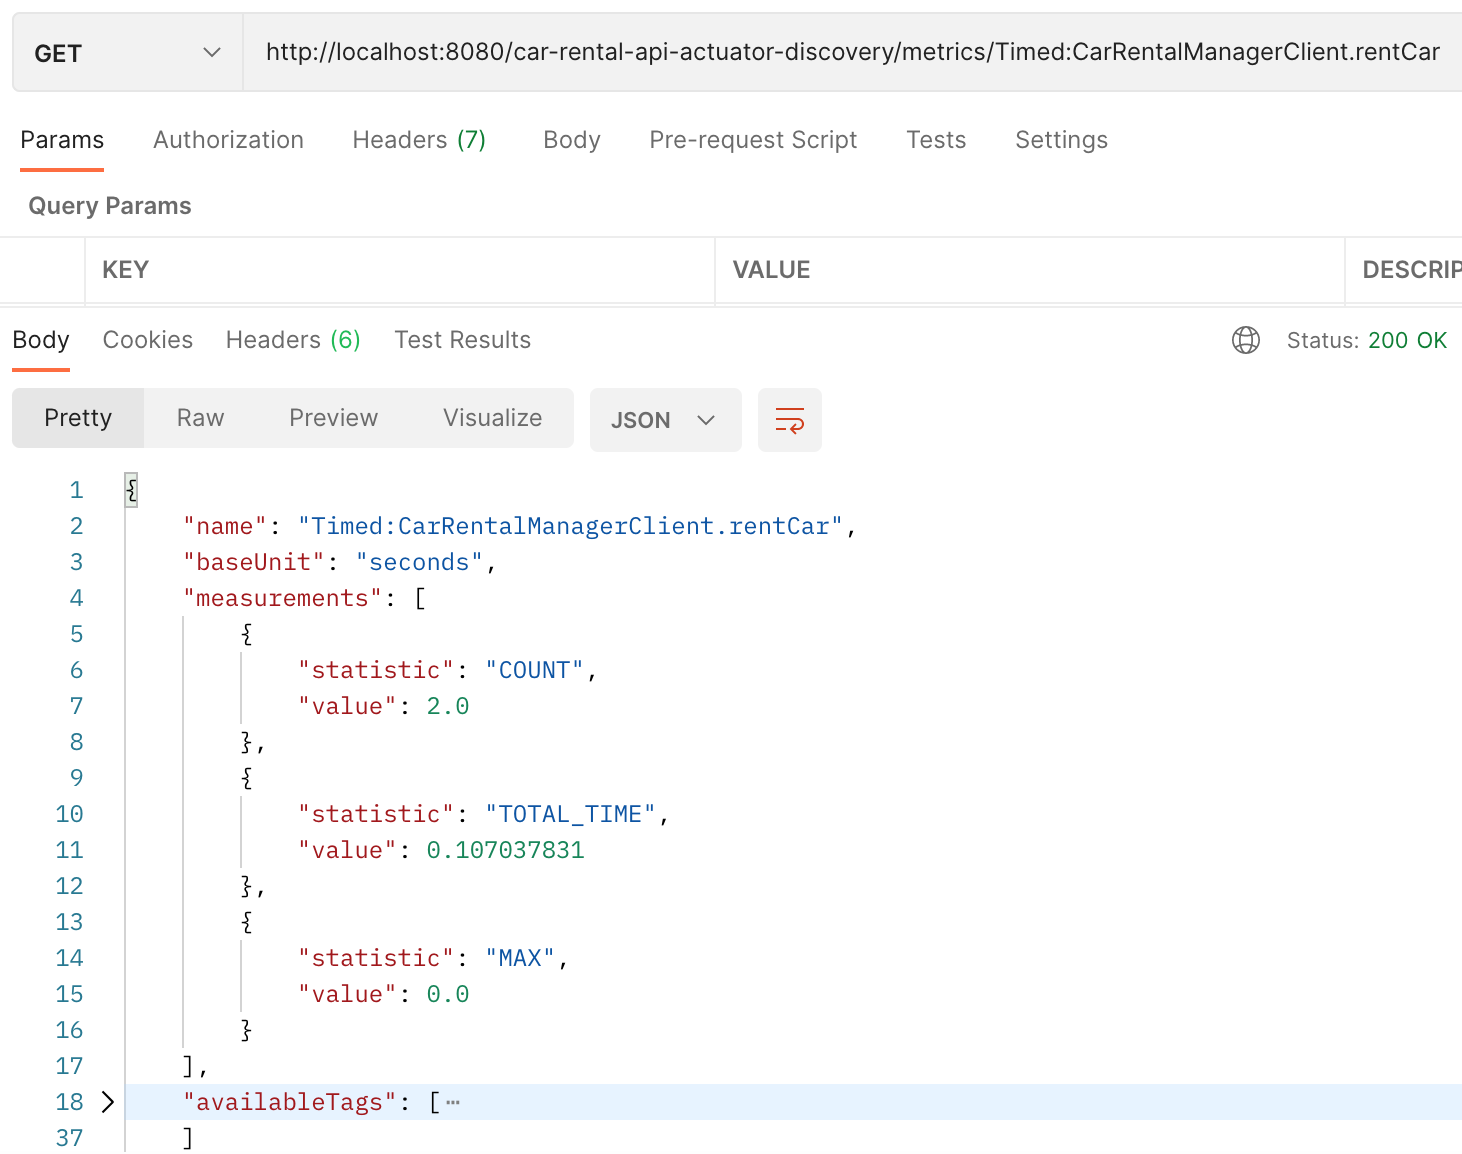 GET http://localhost:8080/car-rental-api-actuator-discovery/metrics/Timed:CarRentalManagerClient.rentCar
Params Authorization Headers (7) Body Pre-request Script Tests Settings
Query Params
KEY VALUE DESCRIP
Body Cookies Headers (6) Test Results Status: 200 OK
Pretty Raw Preview Visualize JSON
1 {
2 "name": "Timed:CarRentalManagerClient.rentCar",
3 "baseUnit": "seconds",
4 "measurements": [
5 {
6 "statistic": "COUNT",
7 "value": 2.0
8 },
9 {
10 "statistic": "TOTAL_TIME",
11 "value": 0.107037831
12 },
13 {
14 "statistic": "MAX",
15 "value": 0.0
16 }
17 ],
18 "availableTags": [ ⋯
37 ]